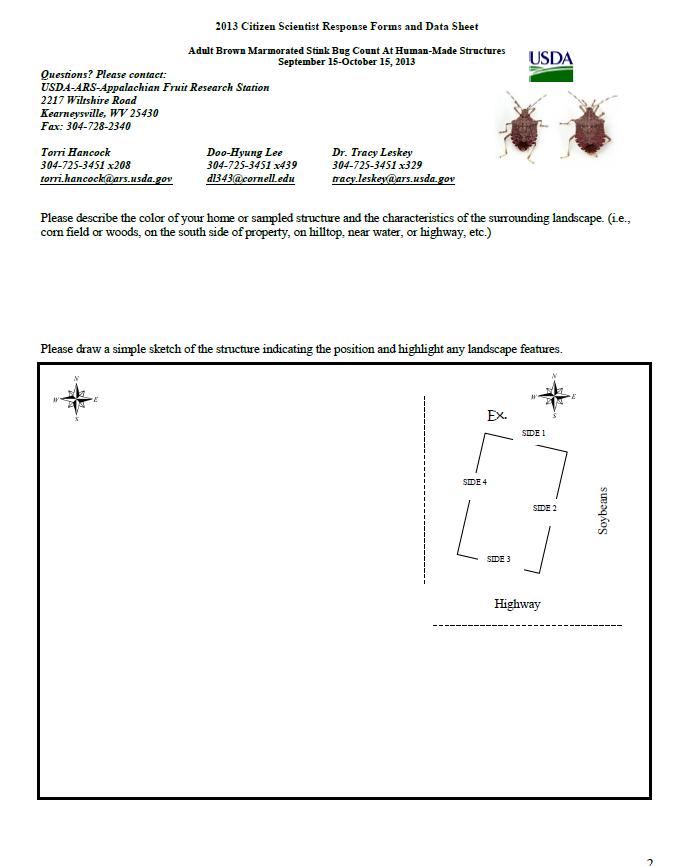 2013 Citizen Scientist Response Forms and Data Sheet
Adult Brown Marmorated Stink Bug Count At Human-Made Structures
September 15-October 15, 2013
USDA
Questions? Please contact:
USDA-ARS-Appalachian Fruit Research Station
2217 Wiltshire Road
Kearneysville, WV 25430
Fax: 304-728-2340
Torri Hancock
304-725-3451 x208
torri.hancock@ars.usda.gov
Doo-Hyung Lee
304-725-3451 x439
dl343@cornell.edu
Dr. Tracy Leskey
304-725-3451 x329
tracy.leskey@ars.usda.gov
Please describe the color of your home or sampled structure and the characteristics of the surrounding landscape. (i.e.,
corn field or woods, on the south side of property, on hilltop, near water, or highway, etc.)
Please draw a simple sketch of the structure indicating the position and highlight any landscape features.
N
W E
S
N
W E
S
Ex.
SIDE 1
SIDE 4
SIDE 2
Soybeans
SIDE 3
Highway
2